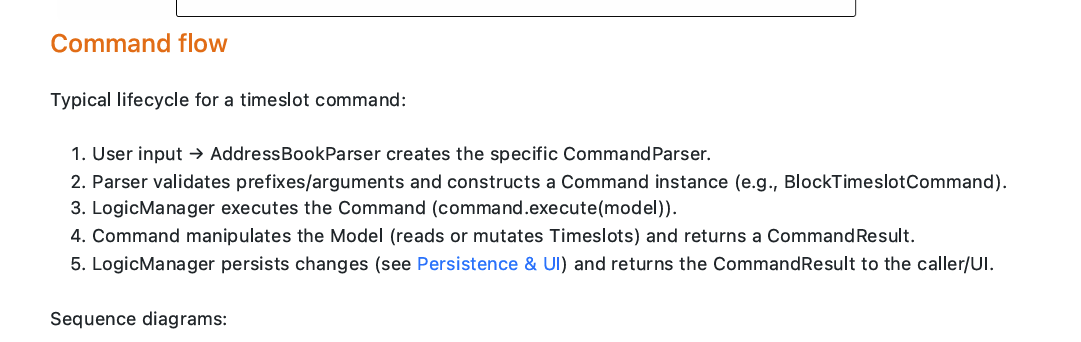 Command flow
Typical lifecycle for a timeslot command:
1. User input → AddressBookParser creates the specific CommandParser.
2. Parser validates prefixes/arguments and constructs a Command instance (e.g., BlockTimeslotCommand).
3. LogicManager executes the Command (command.execute(model)).
4. Command manipulates the Model (reads or mutates Timeslots) and returns a CommandResult.
5. LogicManager persists changes (see Persistence & UI) and returns the CommandResult to the caller/UI.
Sequence diagrams: